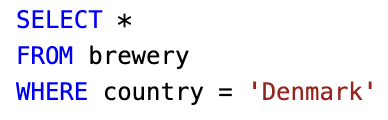 SELECT *
FROM brewery
WHERE country = 'Denmark'